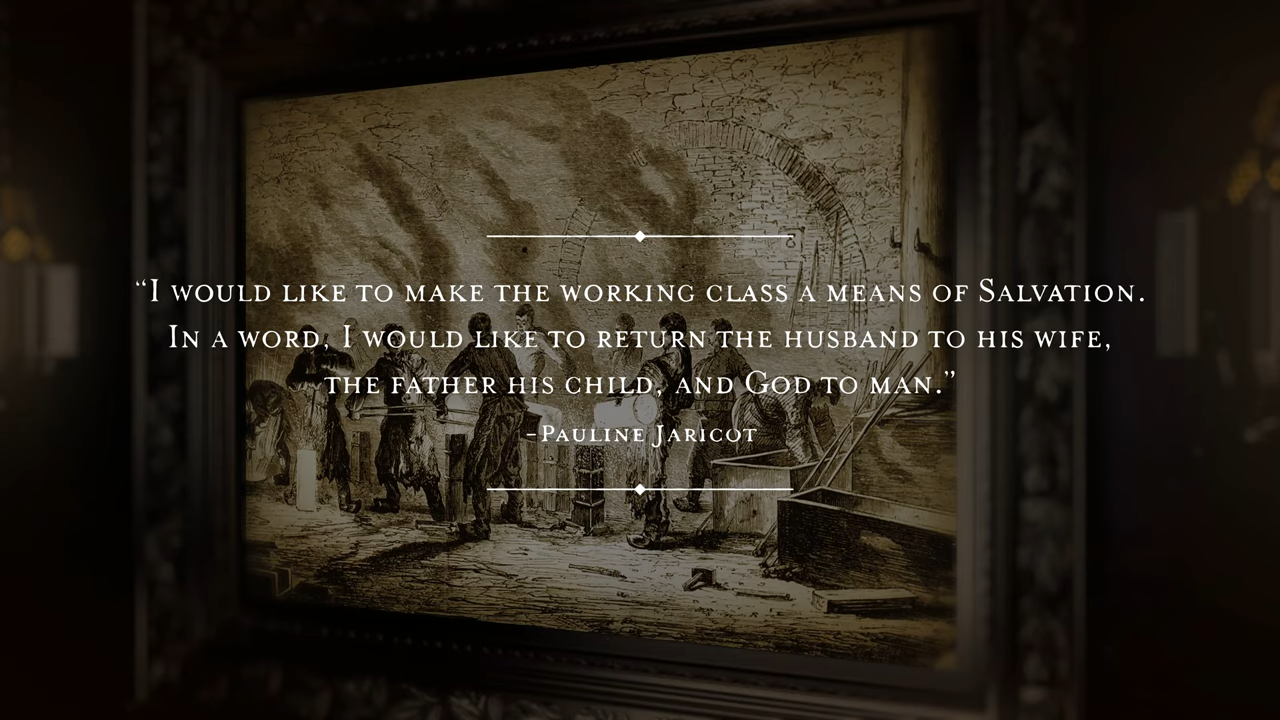 “I would like to make the working class a means of Salvation.
In a word, I would like to return the husband to his wife,
the father his child, and God to man.”
-Pauline Jaricot